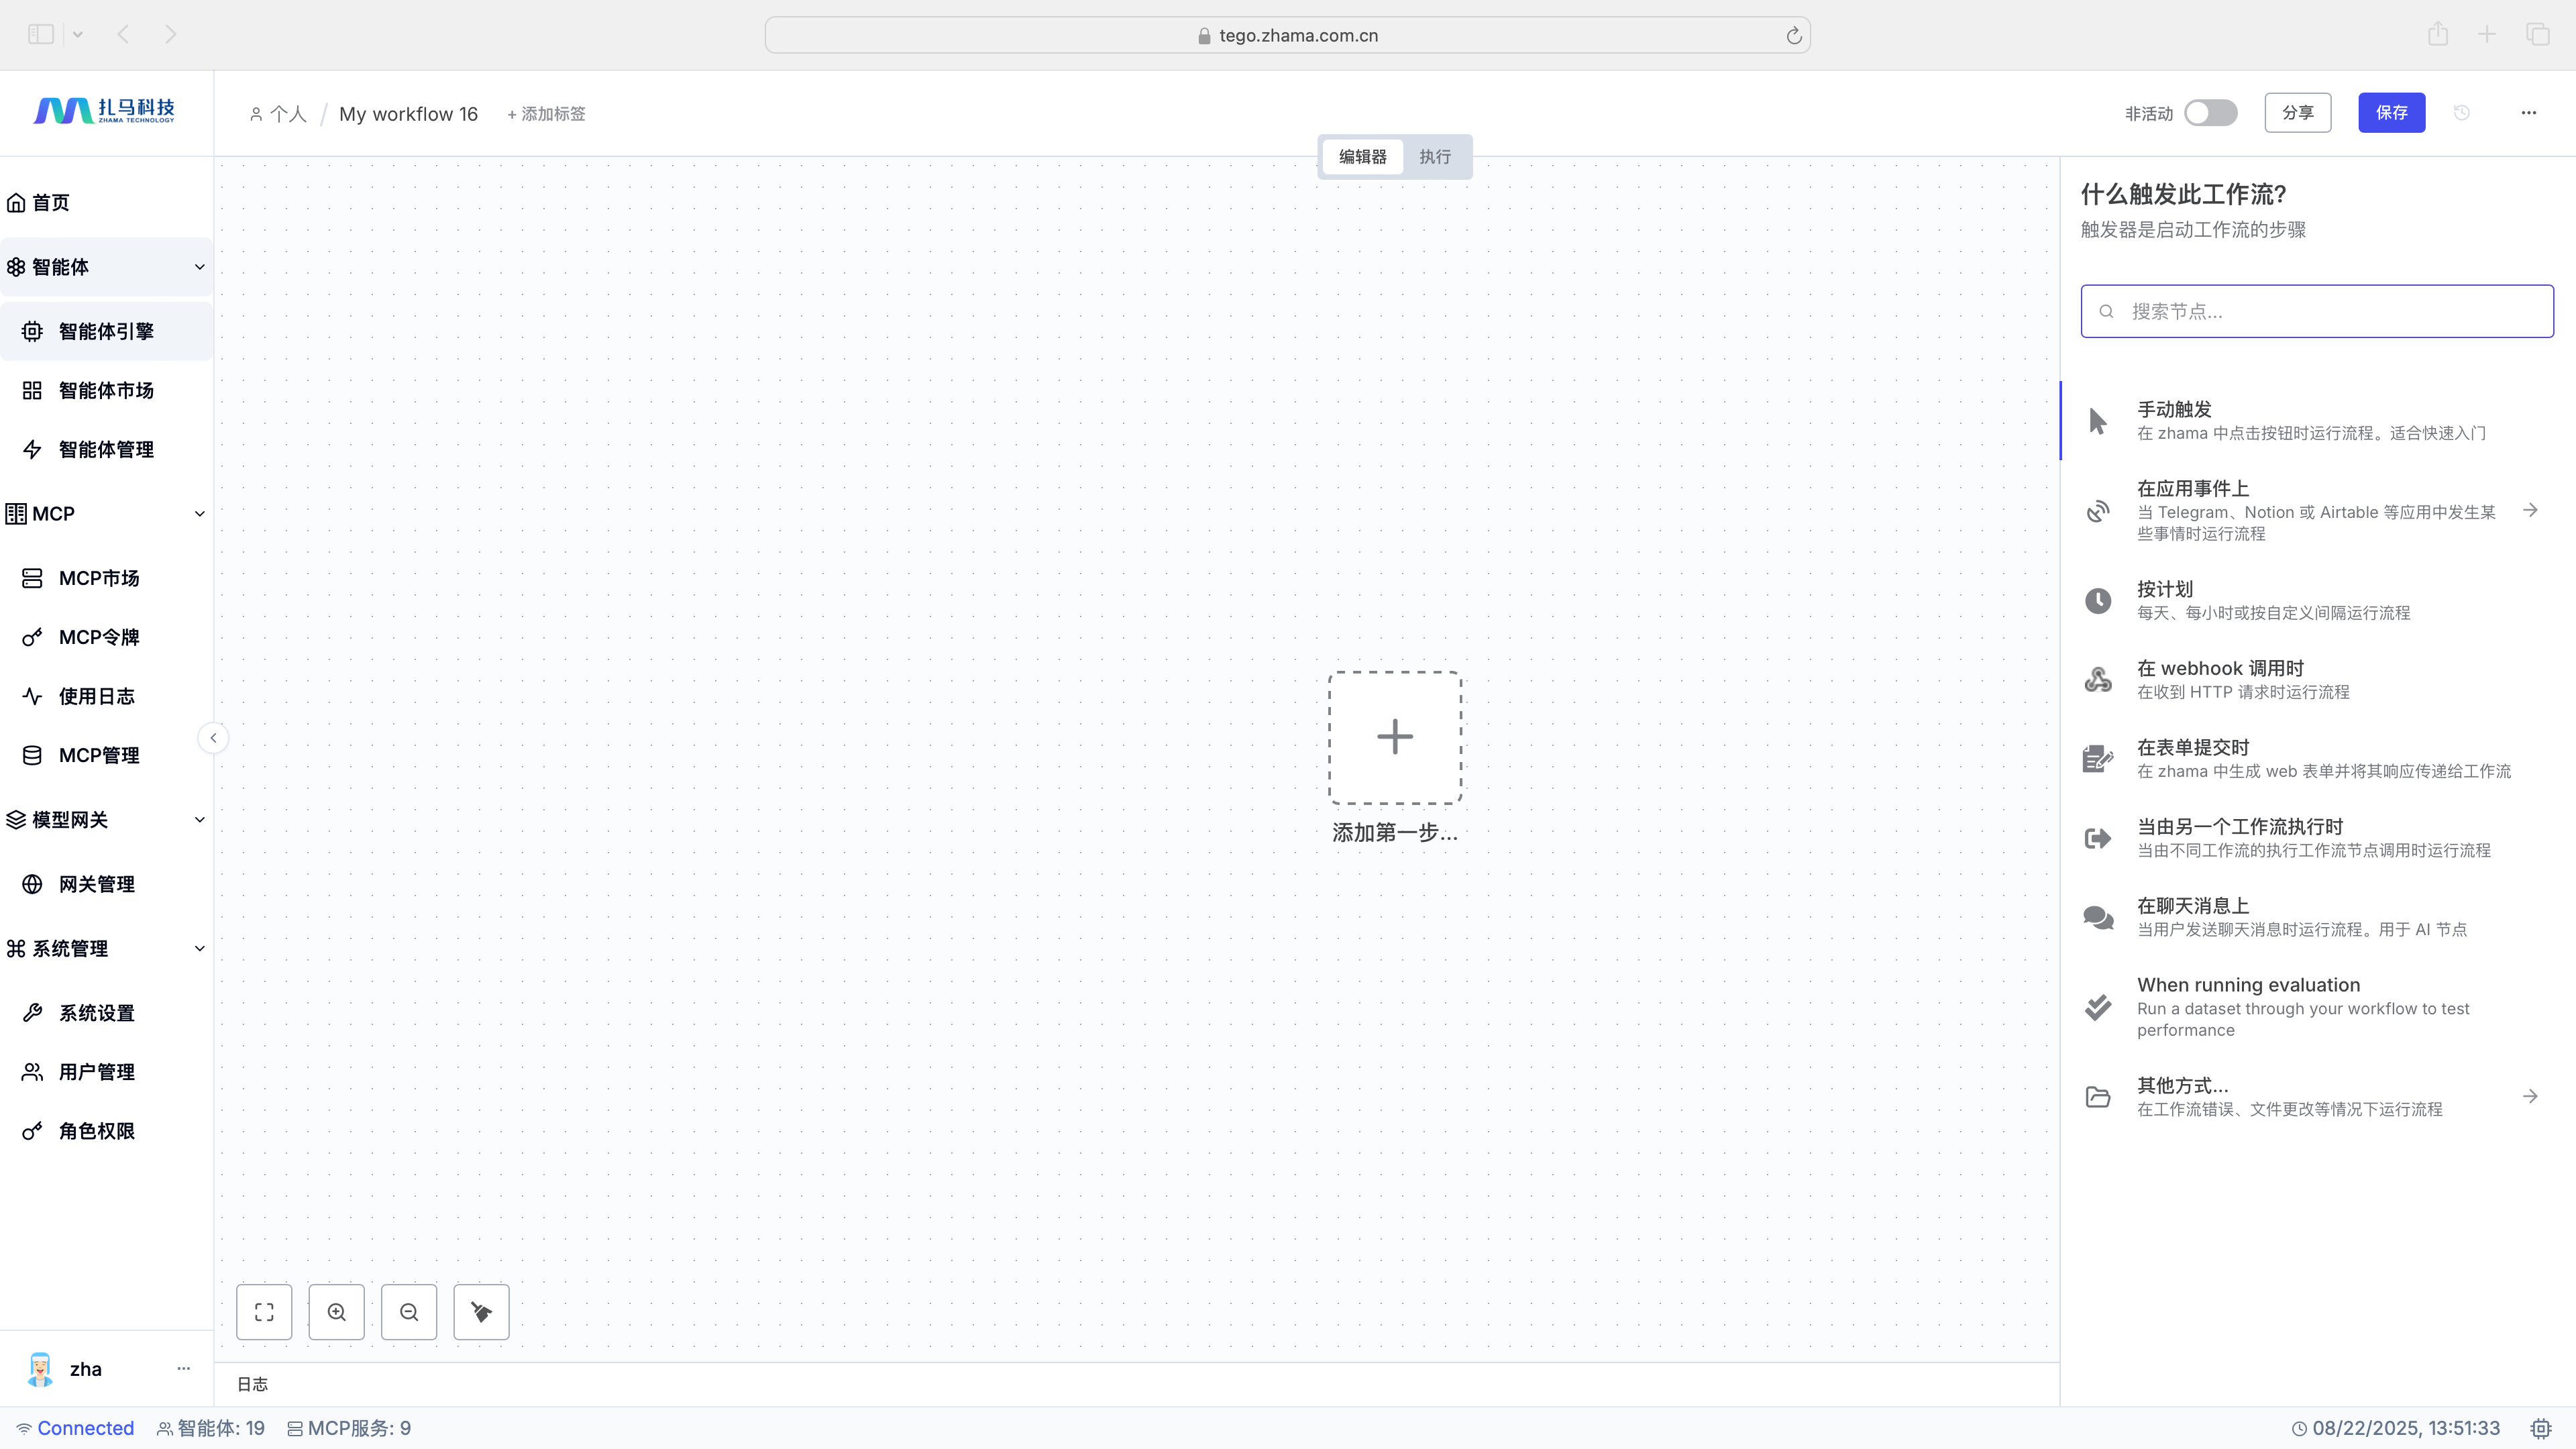 tego.zhama.com.cn
扎马科技
ZHAMA TECHNOLOGY
个人 / My workflow 16 + 添加标签
非活动
分享
保存
编辑器
执行
首页
智能体
智能体引擎
智能体市场
智能体管理
MCP
MCP市场
MCP令牌
使用日志
MCP管理
模型网关
网关管理
系统管理
系统设置
用户管理
角色权限
zha
添加第一步...
日志
什么触发此工作流?
触发器是启动工作流的步骤
搜索节点...
手动触发
在 zhama 中点击按钮时运行流程。适合快速入门
在应用事件上
当 Telegram、Notion 或 Airtable 等应用中发生某
些事情时运行流程
按计划
每天、每小时或按自定义间隔运行流程
在 webhook 调用时
在收到 HTTP 请求时运行流程
在表单提交时
在 zhama 中生成 web 表单并将其响应传递给工作流
当由另一个工作流执行时
当由不同工作流的执行工作流节点调用时运行流程
在聊天消息上
当用户发送聊天消息时运行流程。用于 AI 节点
When running evaluation
Run a dataset through your workflow to test
performance
其他方式...
在工作流错误、文件更改等情况下运行流程
Connected
智能体: 19
MCP服务: 9
08/22/2025, 13:51:33